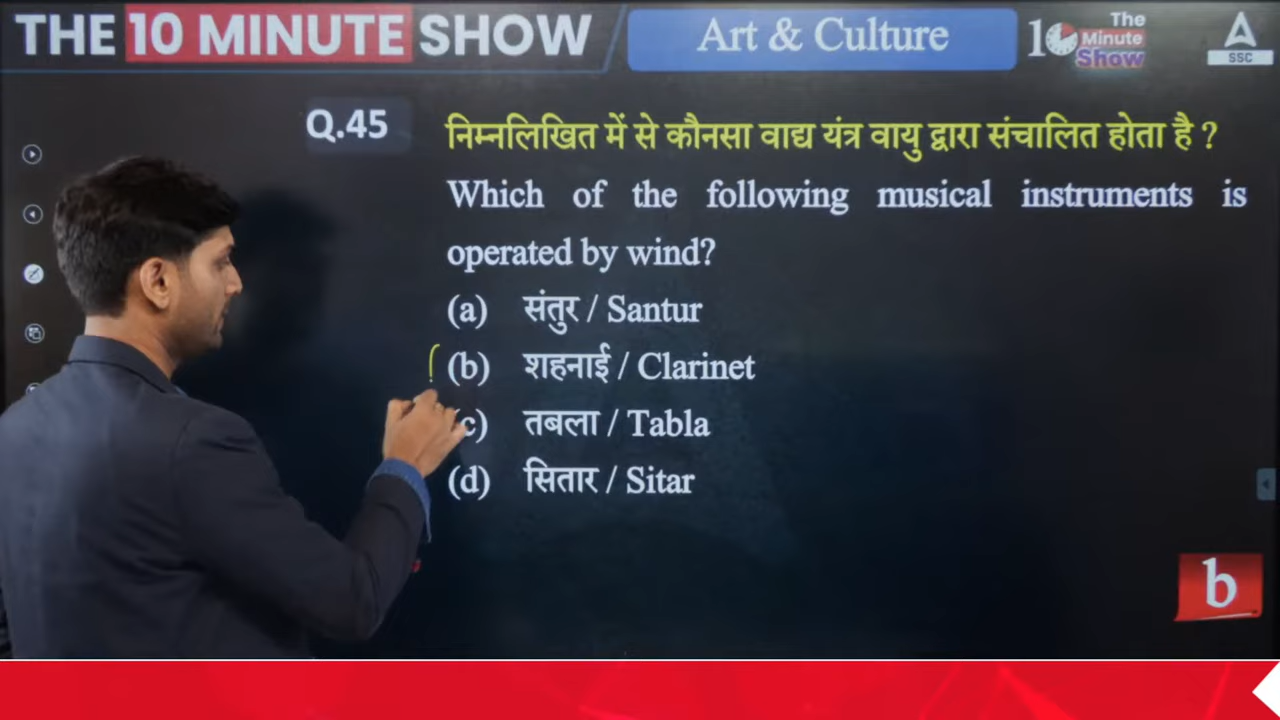 THE 10 MINUTE SHOW
Art & Culture
The
10 Minute
Show
SSC
Q.45
निम्नलिखित में से कौनसा वाद्य यंत्र वायु द्वारा संचालित होता है ?
Which of the following musical instruments is
operated by wind?
(a) संतुर / Santur
(b) शहनाई / Clarinet
(c) तबला / Tabla
(d) सितार / Sitar
b